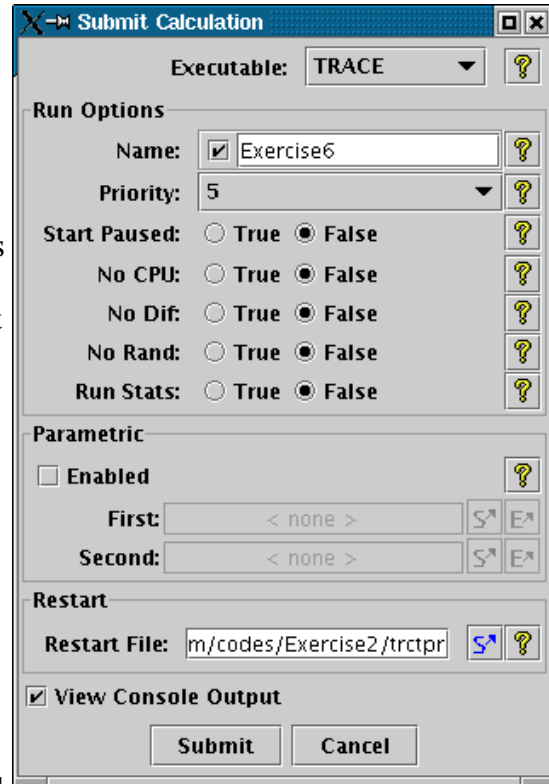 Submit Calculation
Executable: TRACE ?
Run Options
Name: Exercise6 ?
Priority: 5 ?
Start Paused: True False ?
s
No CPU: True False ?
No Dif: True False ?
t
No Rand: True False ?
Run Stats: True False ?
Parametric
Enabled ?
First: < none > S E
Second: < none > S E
Restart
Restart File: m/codes/Exercise2/trctpr S ?
View Console Output
Submit Cancel